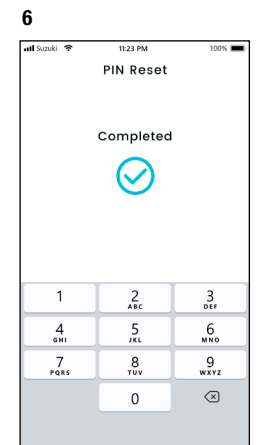 6
Suzuki 11:23 PM 100%
PIN Reset
Completed
1 2 3
ABC DEF
4 5 6
GHI JKL MNO
7 8 9
PQRS TUV WXYZ
0